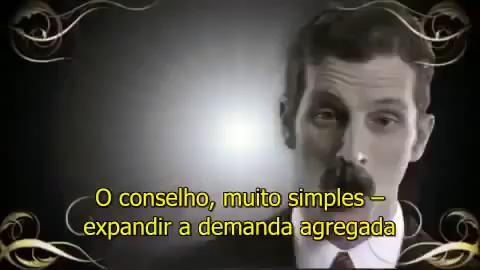 O conselho, muito simples –
expandir a demanda agregada